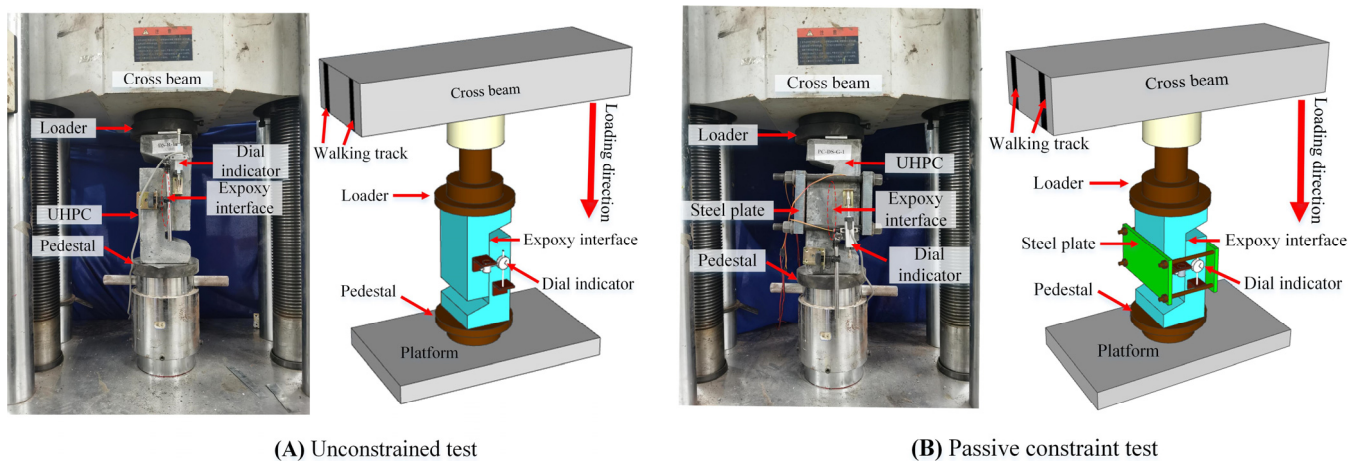 Cross beam
Loader
Dial
indicator
Expoxy
interface
UHPC
Pedestal
Cross beam
Walking track
Loading direction
Loader
Expoxy interface
Dial indicator
Pedestal
Platform
(A) Unconstrained test
Cross beam
Loader
UHPC
Steel plate
Expoxy
interface
Pedestal
Dial
indicator
Cross beam
Walking track
Loading direction
Loader
Steel plate
Expoxy interface
Dial indicator
Pedestal
Platform
(B) Passive constraint test